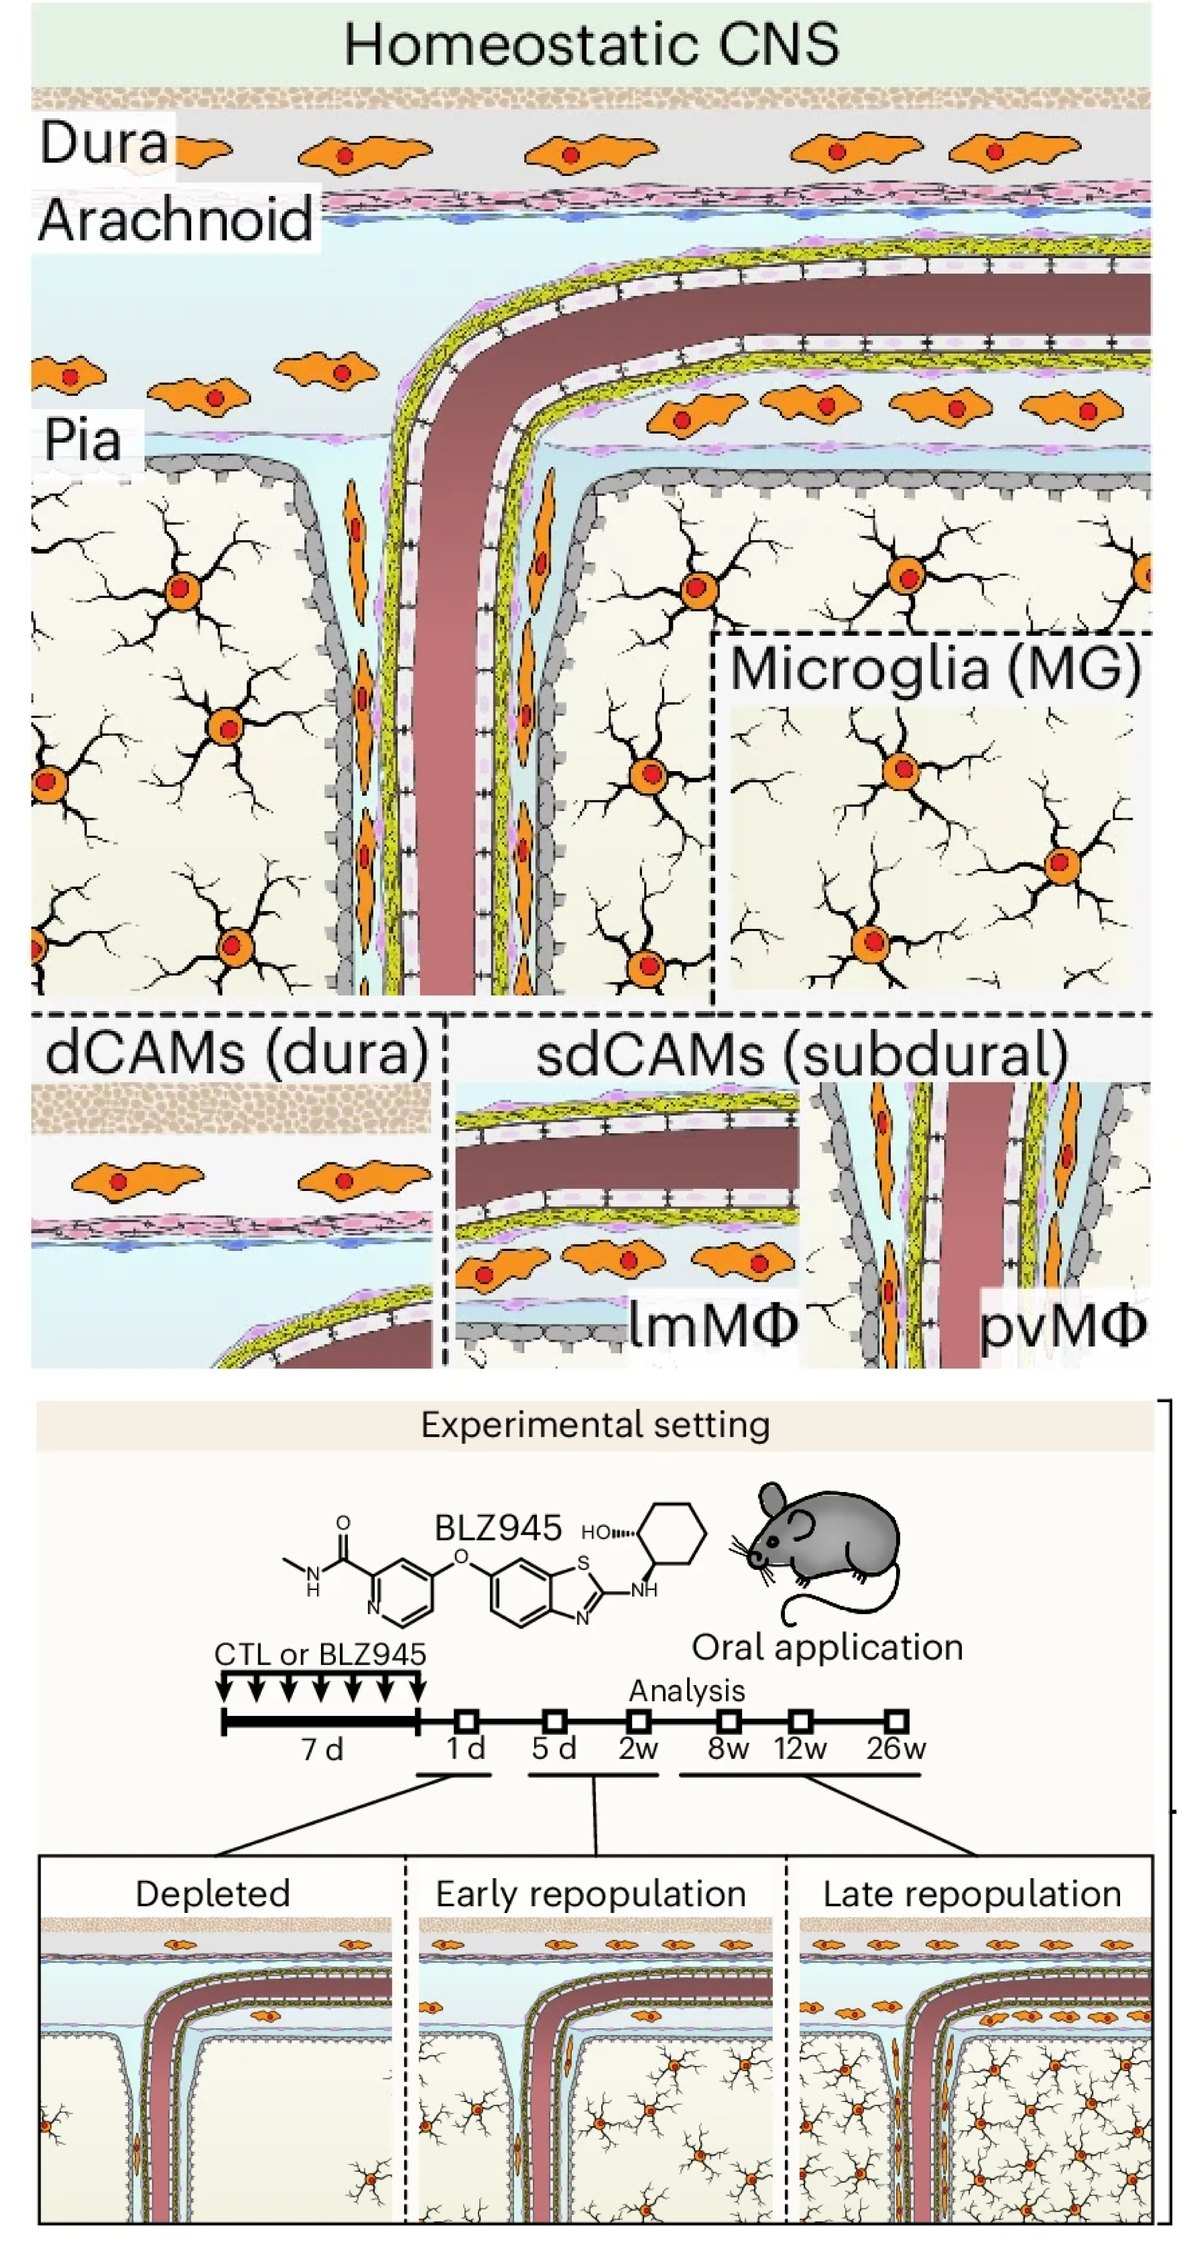 Homeostatic CNS
Dura
Arachnoid
Pia
Microglia (MG)
dCAMs (dura)
sdCAMs (subdural)
lmMΦ
pvMΦ
Experimental setting
BLZ945
O
N
H
N
O
S
N
NH
HO
Oral application
CTL or BLZ945
Analysis
7 d
1 d
5 d
2w
8w
12w
26w
Depleted
Early repopulation
Late repopulation